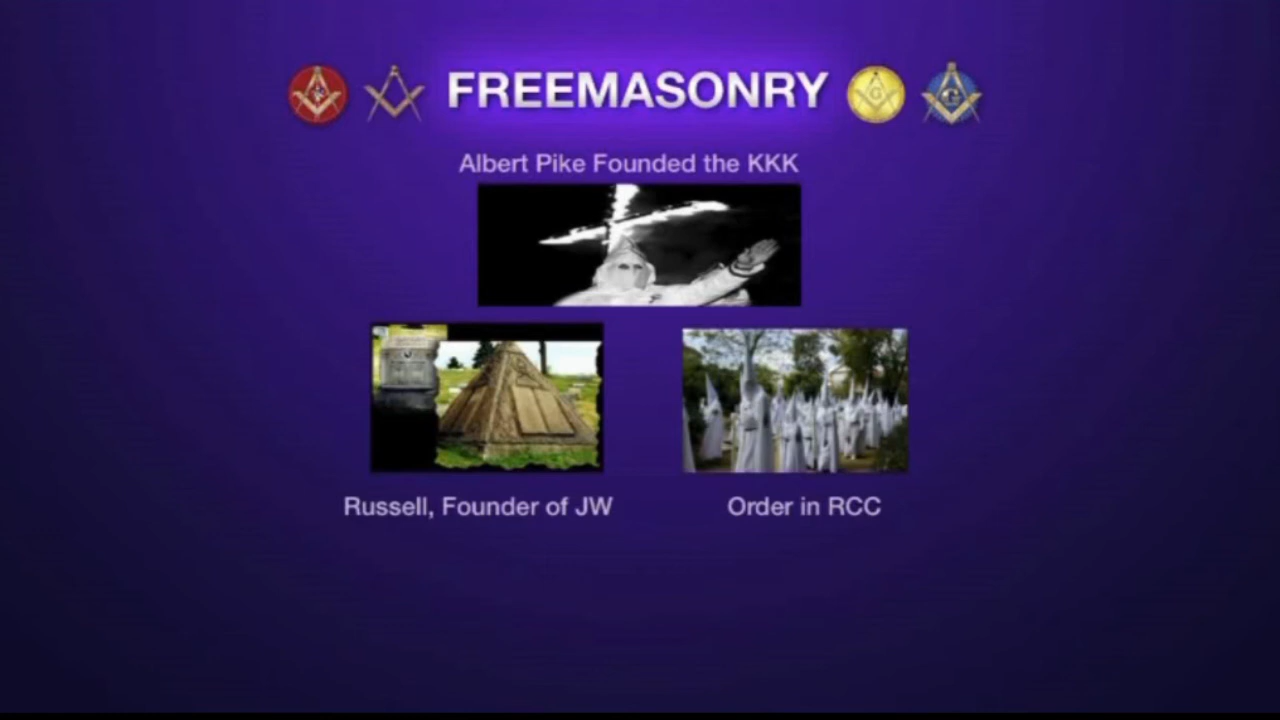 FREEMASONRY
G
G
Albert Pike Founded the KKK
Russell, Founder of JW
Order in RCC